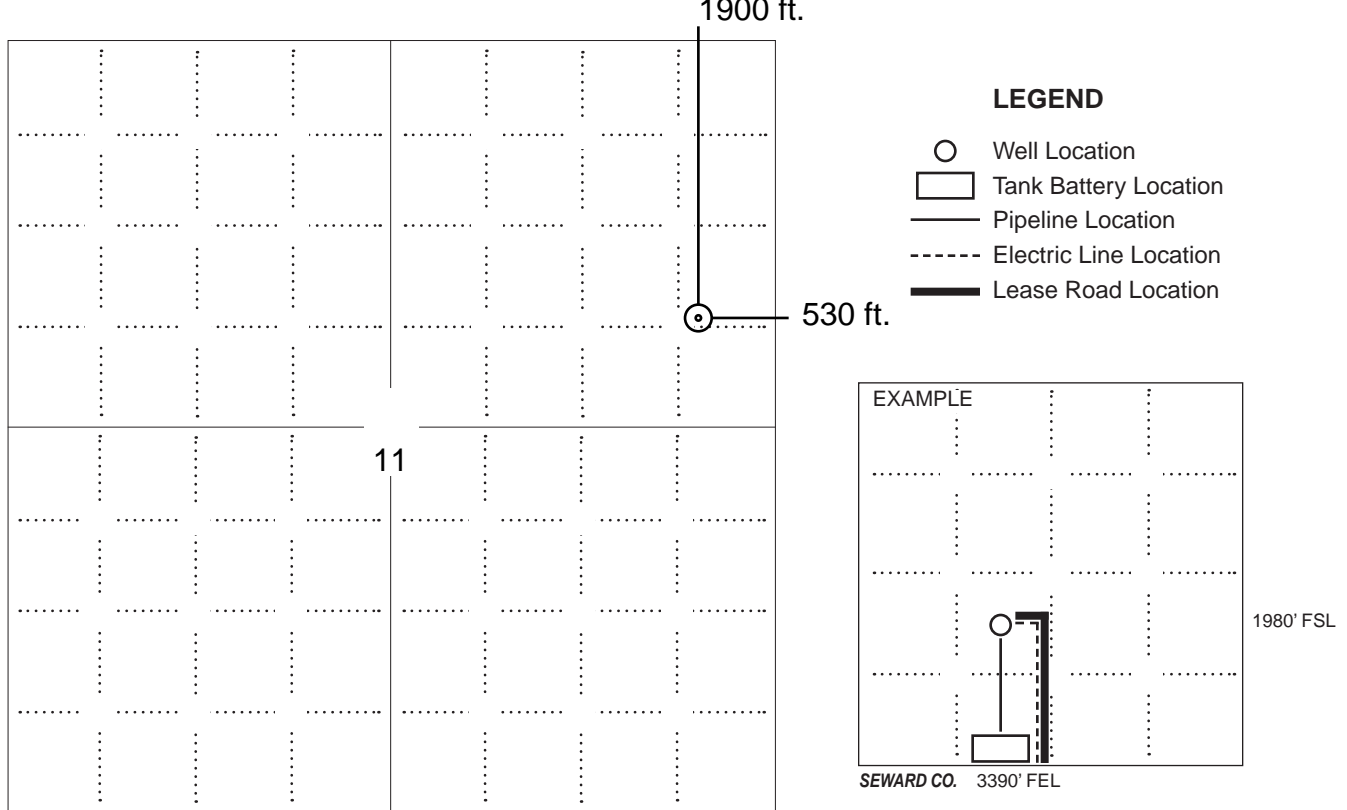 1900 ft.
LEGEND
Well Location
Tank Battery Location
Pipeline Location
Electric Line Location
Lease Road Location
530 ft.
EXAMPLE
11
1980' FSL
SEWARD CO. 3390' FEL